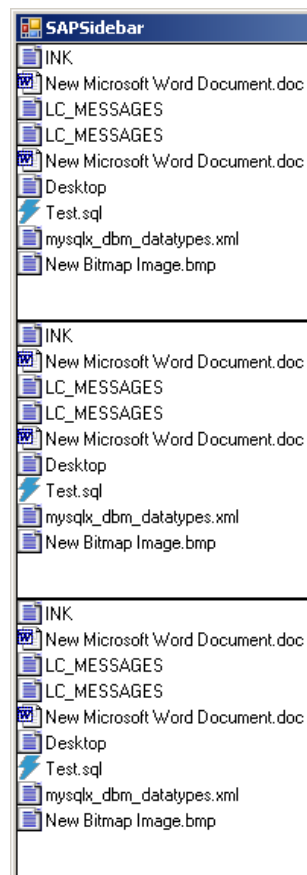 SAPSidebar
INK
New Microsoft Word Document.doc
LC_MESSAGES
LC_MESSAGES
New Microsoft Word Document.doc
Desktop
Test.sql
mysqlx_dbm_datatypes.xml
New Bitmap Image.bmp
INK
New Microsoft Word Document.doc
LC_MESSAGES
LC_MESSAGES
New Microsoft Word Document.doc
Desktop
Test.sql
mysqlx_dbm_datatypes.xml
New Bitmap Image.bmp
INK
New Microsoft Word Document.doc
LC_MESSAGES
LC_MESSAGES
New Microsoft Word Document.doc
Desktop
Test.sql
mysqlx_dbm_datatypes.xml
New Bitmap Image.bmp